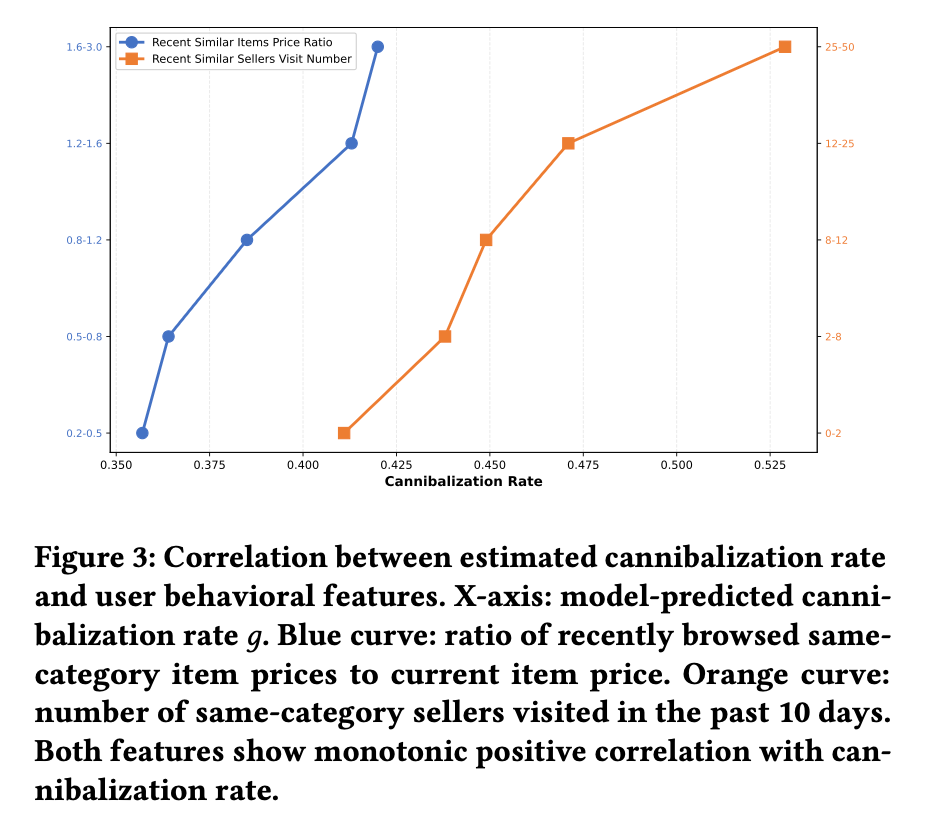 Recent Similar Items Price Ratio
Recent Similar Sellers Visit Number
1.6-3.0
1.2-1.6
0.8-1.2
0.5-0.8
0.2-0.5
25-50
12-25
8-12
2-8
0-2
0.350 0.375 0.400 0.425 0.450 0.475 0.500 0.525
Cannibalization Rate
Figure 3: Correlation between estimated cannibalization rate
and user behavioral features. X-axis: model-predicted canni-
balization rate g. Blue curve: ratio of recently browsed same-
category item prices to current item price. Orange curve:
number of same-category sellers visited in the past 10 days.
Both features show monotonic positive correlation with can-
nibalization rate.